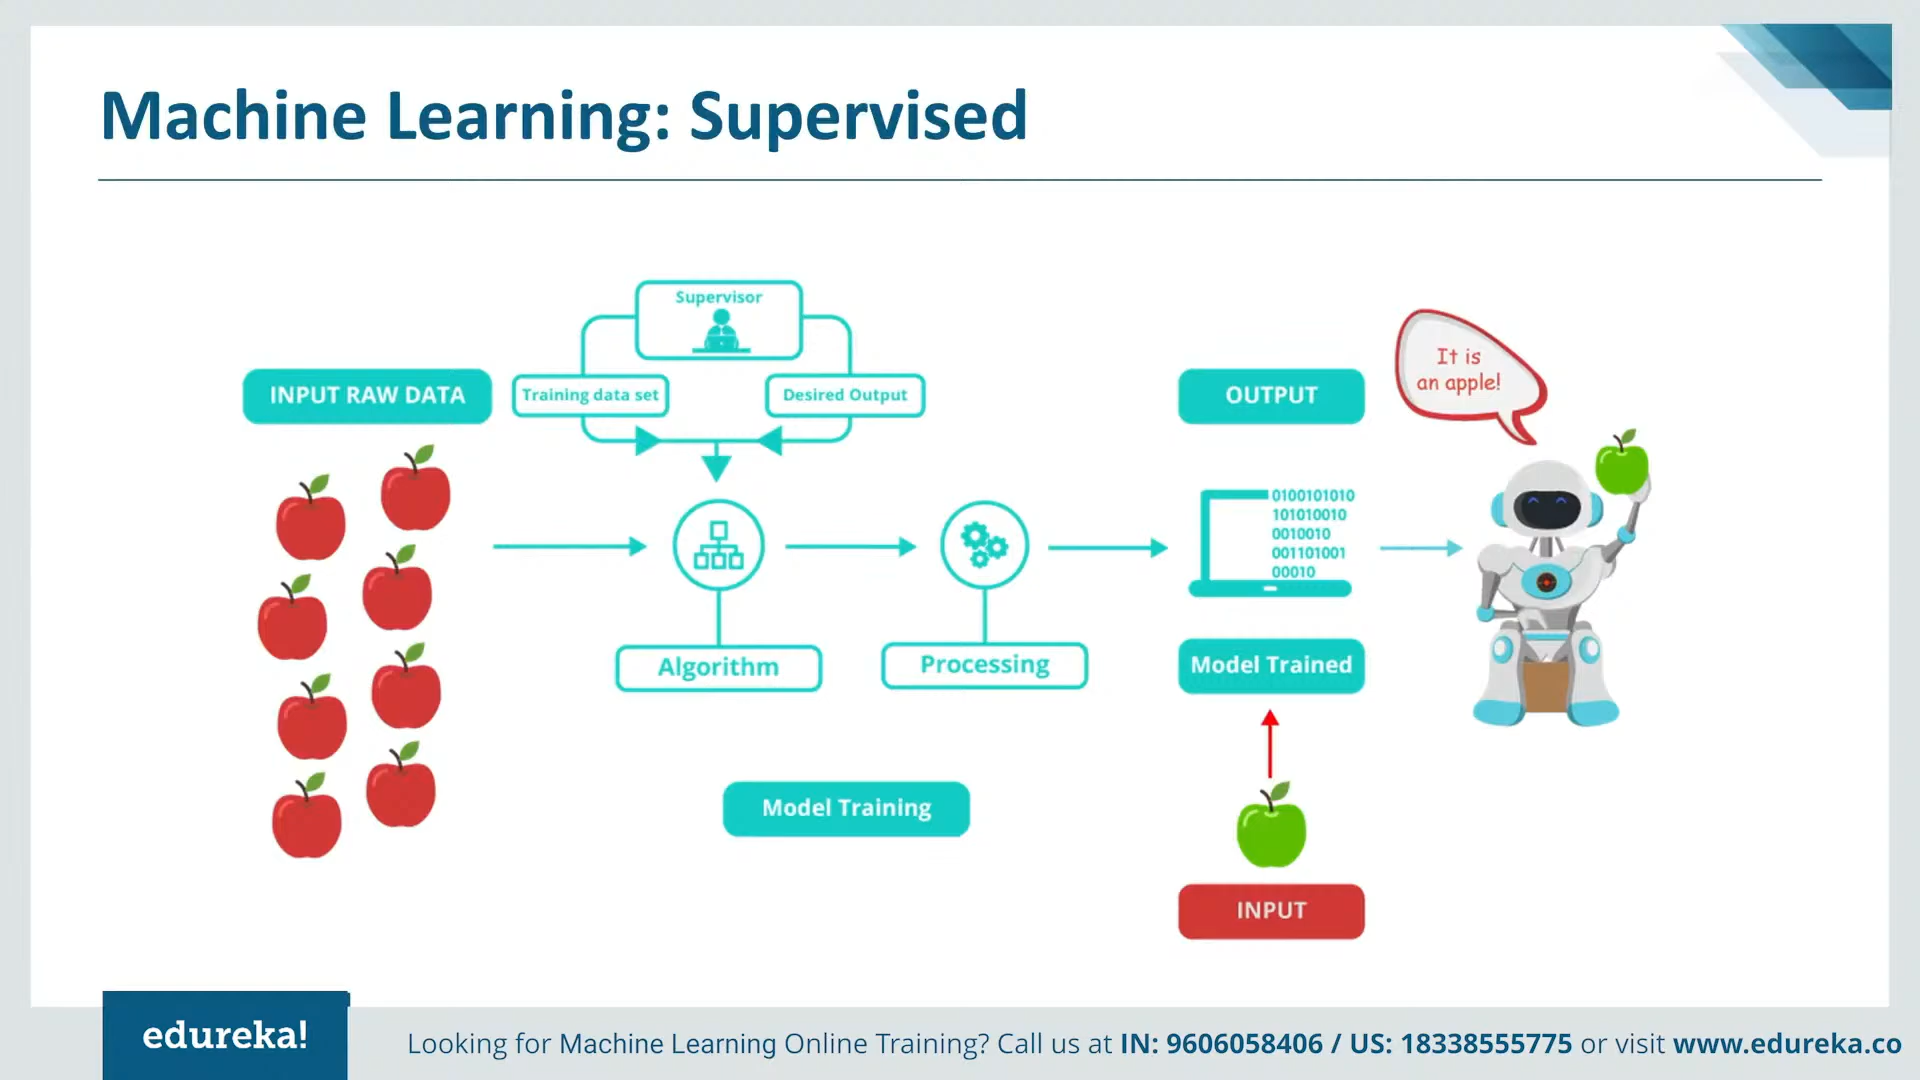 Machine Learning: Supervised
Supervisor
INPUT RAW DATA
Training data set
Desired Output
OUTPUT
It is
an apple!
0100101010
101010010
0010010
001101001
00010
Algorithm
Processing
Model Trained
Model Training
INPUT
edureka!
Looking for Machine Learning Online Training? Call us at IN: 9606058406 / US: 18338555775 or visit www.edureka.co